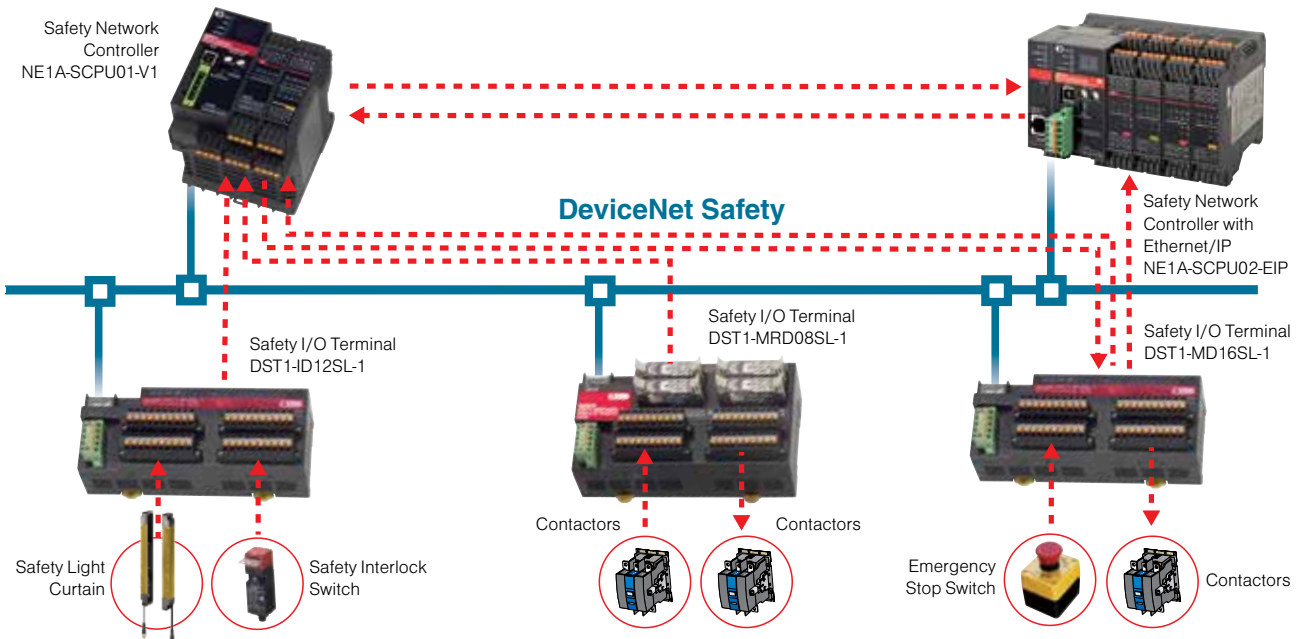 Safety Network
Controller
NE1A-SCPU01-V1
DeviceNet Safety
Safety Network
Controller with
Ethernet/IP
NE1A-SCPU02-EIP
Safety I/O Terminal
DST1-ID12SL-1
Safety I/O Terminal
DST1-MRD08SL-1
Safety I/O Terminal
DST1-MD16SL-1
Safety Light
Curtain
Safety Interlock
Switch
Contactors
Contactors
Emergency
Stop Switch
Contactors